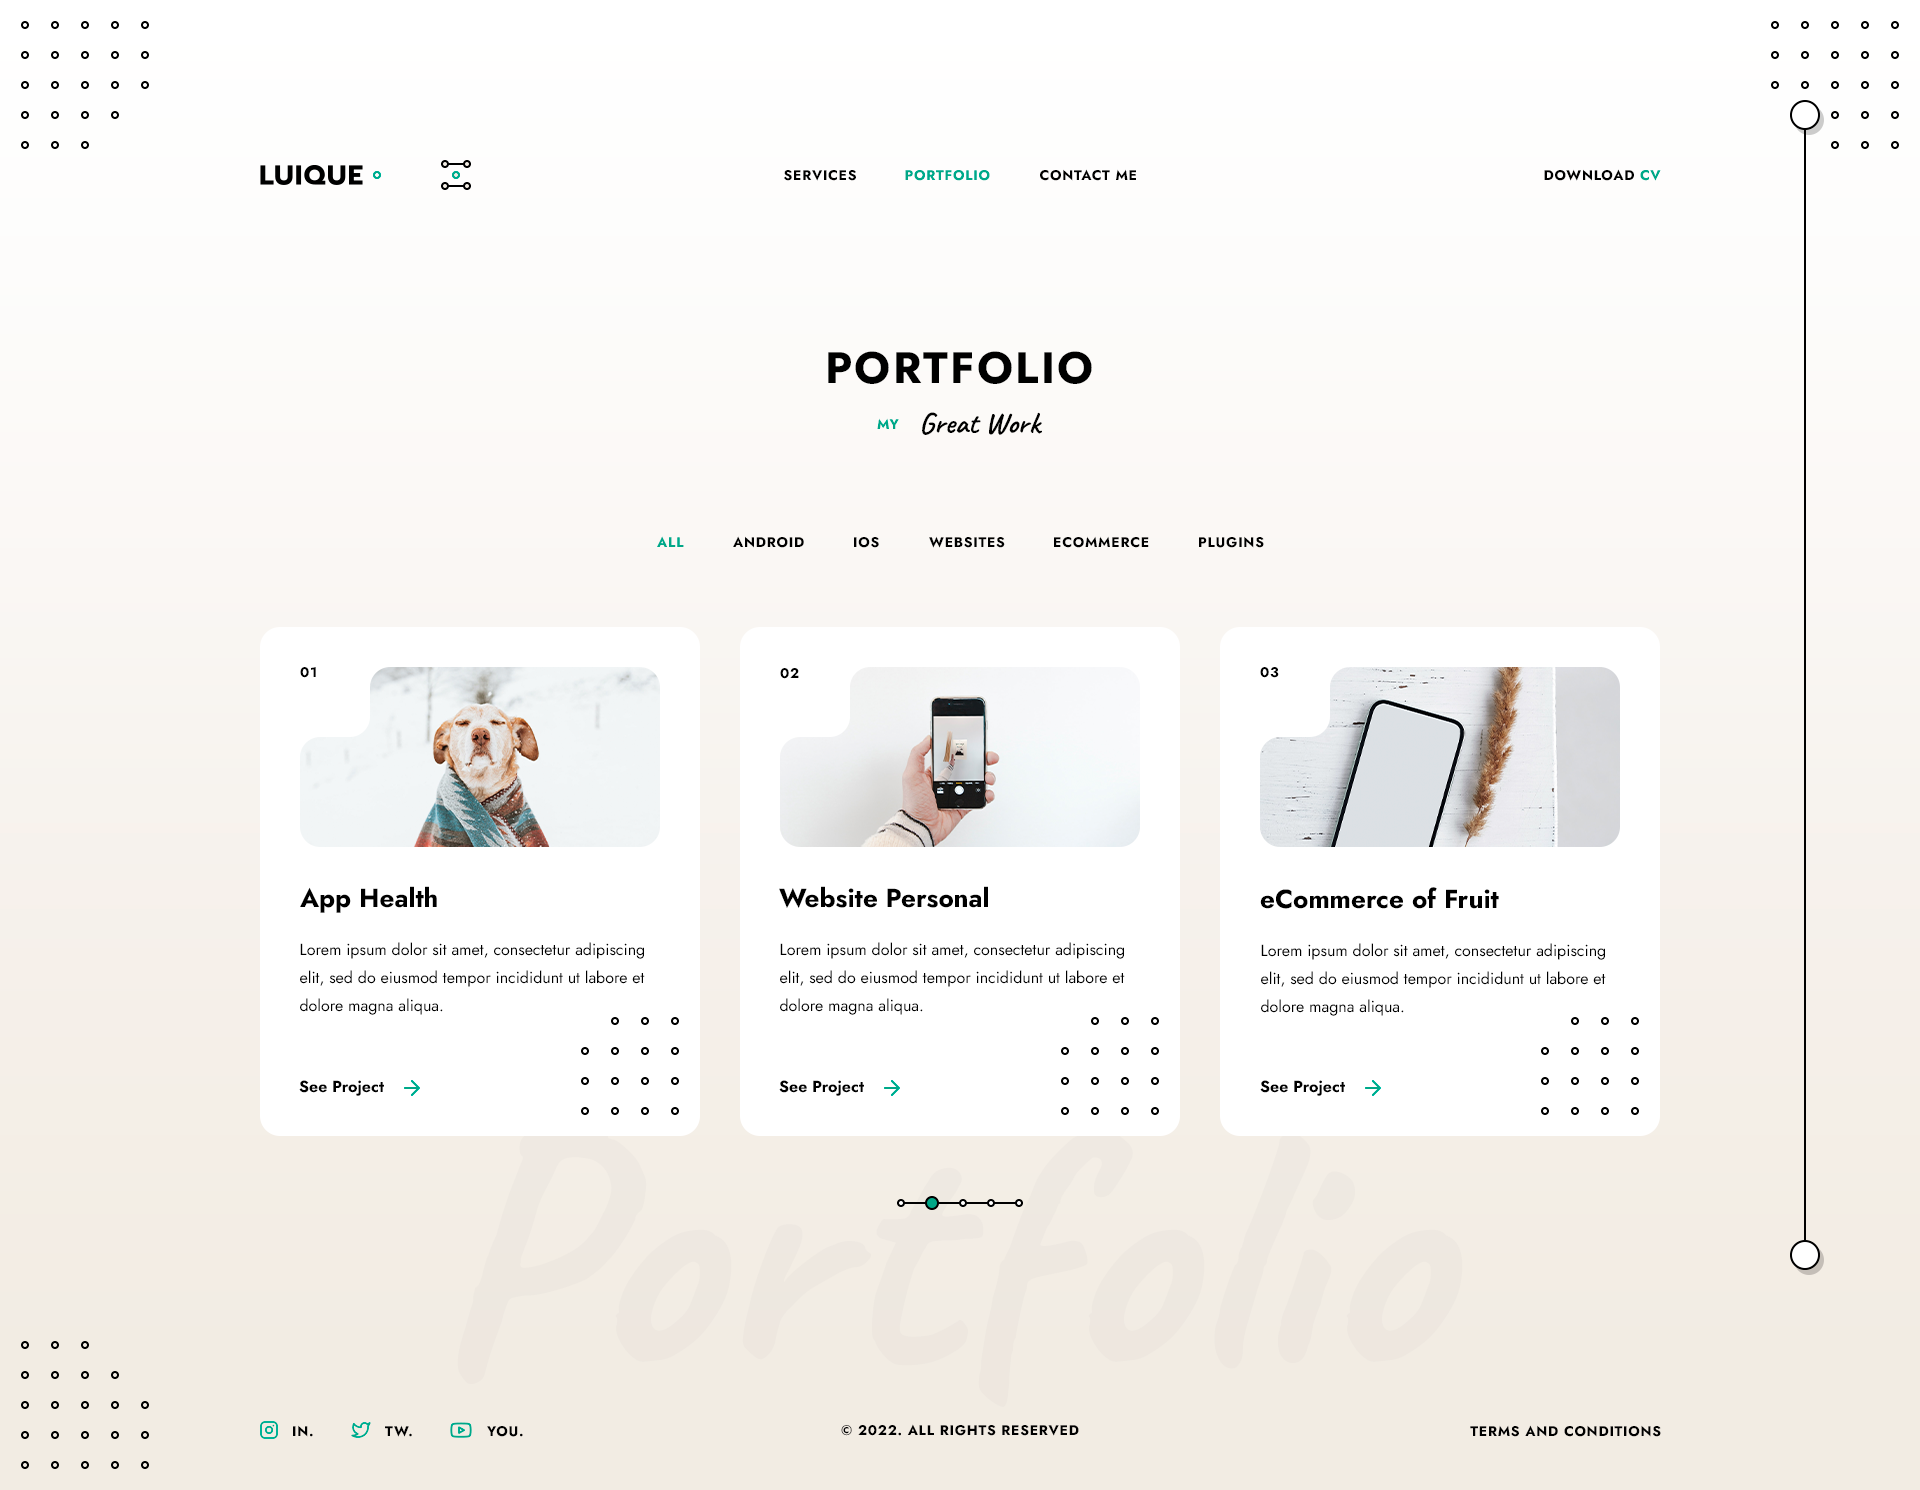 LUIQUE
SERVICES PORTFOLIO CONTACT ME
DOWNLOAD CV
PORTFOLIO
MY Great Work
ALL ANDROID IOS WEBSITES ECOMMERCE PLUGINS
01
App Health
Lorem ipsum dolor sit amet, consectetur adipiscing
elit, sed do eiusmod tempor incididunt ut labore et
dolore magna aliqua.
See Project
02
Website Personal
Lorem ipsum dolor sit amet, consectetur adipiscing
elit, sed do eiusmod tempor incididunt ut labore et
dolore magna aliqua.
See Project
03
eCommerce of Fruit
Lorem ipsum dolor sit amet, consectetur adipiscing
elit, sed do eiusmod tempor incididunt ut labore et
dolore magna aliqua.
See Project
Portfolio
IN. TW. YOU.
© 2022. ALL RIGHTS RESERVED
TERMS AND CONDITIONS